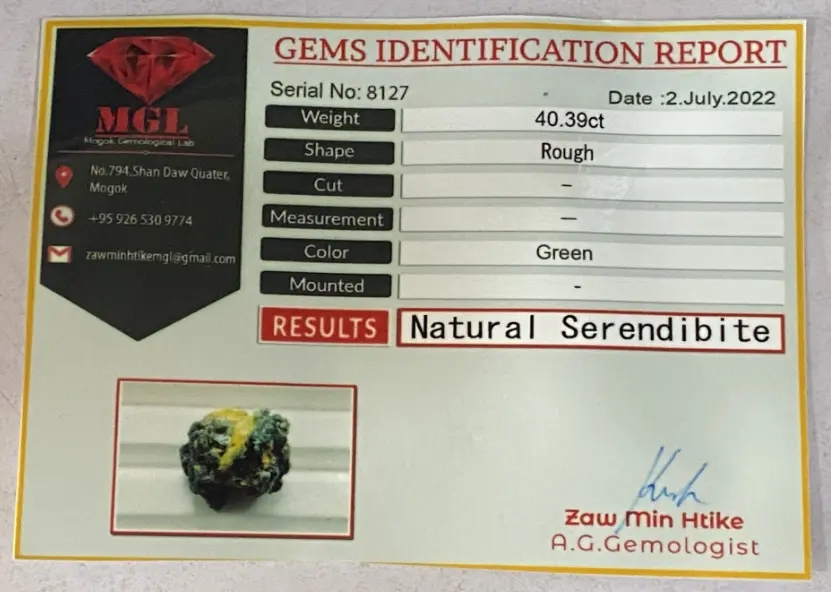 MGL
Mogok Gemological Lab
No.794,Shan Daw Quater,
Mogok
+95 926 530 9774
zawminhtikemgl@gmail.com
GEMS IDENTIFICATION REPORT
Serial No: 8127
Date :2.July.2022
Weight 40.39ct
Shape Rough
Cut –
Measurement —
Color Green
Mounted -
RESULTS Natural Serendibite
Zaw Min Htike
A.G.Gemologist